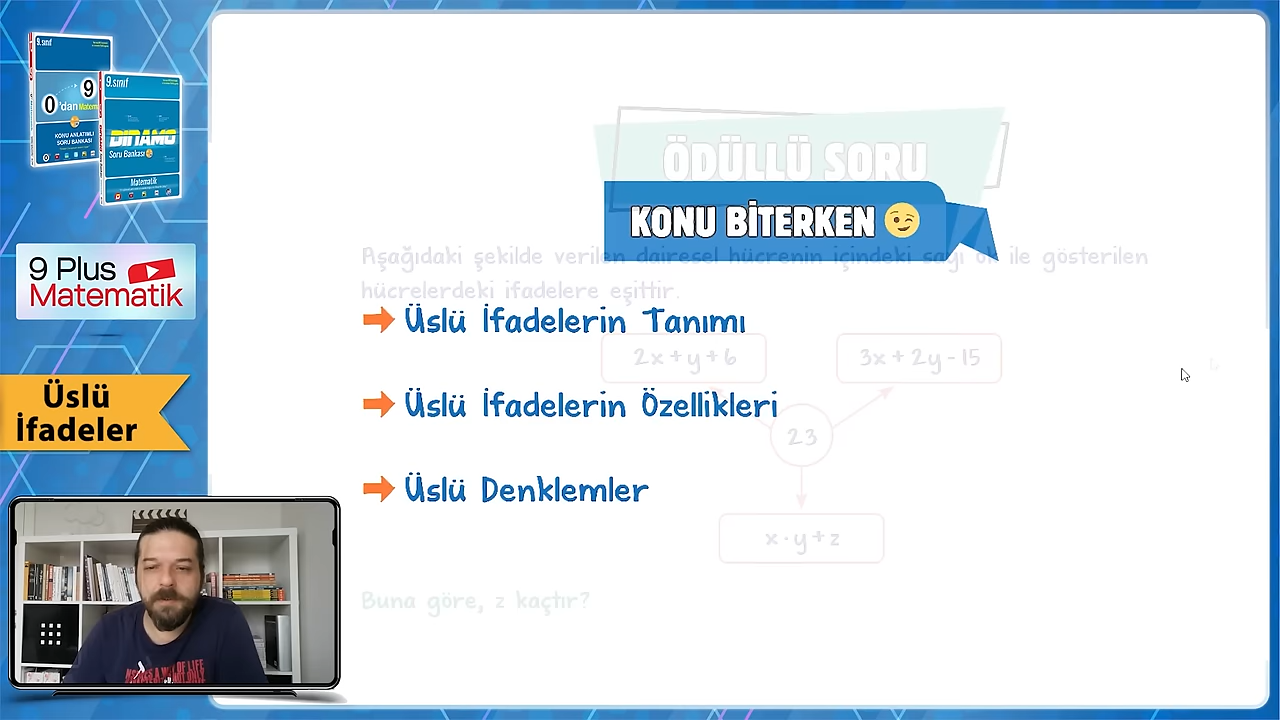 9.sınıf
0'dan
9
KONU ANLATIMLI
SORU BANKASI
9.sınıf
DİNAMO
Soru Bankası
Matematik
9 Plus
Matematik
Üslü
İfadeler
ÖDÜLLÜ SORU
KONU BİTERKEN
Aşağıdaki şekilde verilen dairesel hücrenin içindeki sayı ok ile gösterilen
hücrelerdeki ifadelere eşittir.
Üslü İfadelerin Tanımı
2x + y + 6
3x + 2y - 15
Üslü İfadelerin Özellikleri
23
Üslü Denklemler
x · y + z
Buna göre, z kaçtır?